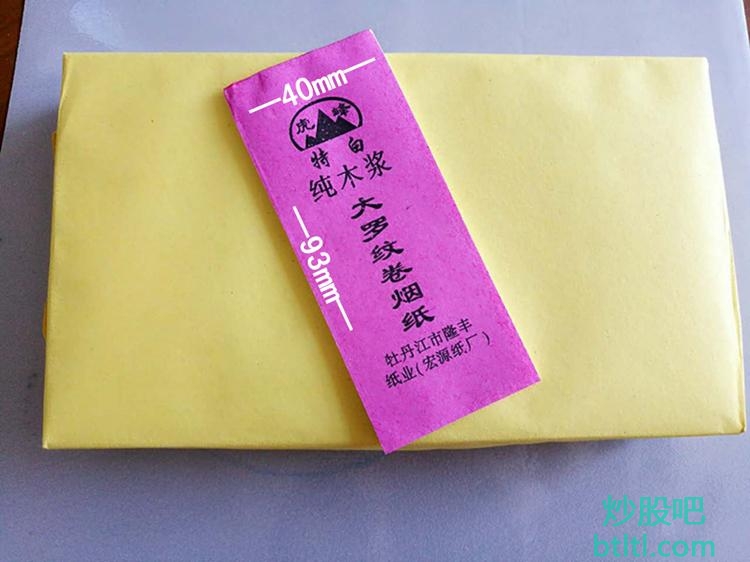 40mm
虎峰
特白
纯木浆
大罗纹卷烟纸
93mm
牡丹江市隆丰
纸业(宏源纸厂)
炒股吧
btltl.com